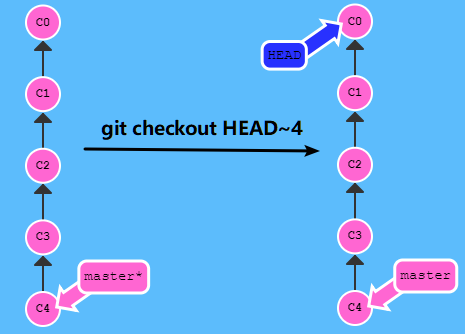 C0
C1
C2
C3
C4
master*
git checkout HEAD~4
C0
HEAD
C1
C2
C3
C4
master